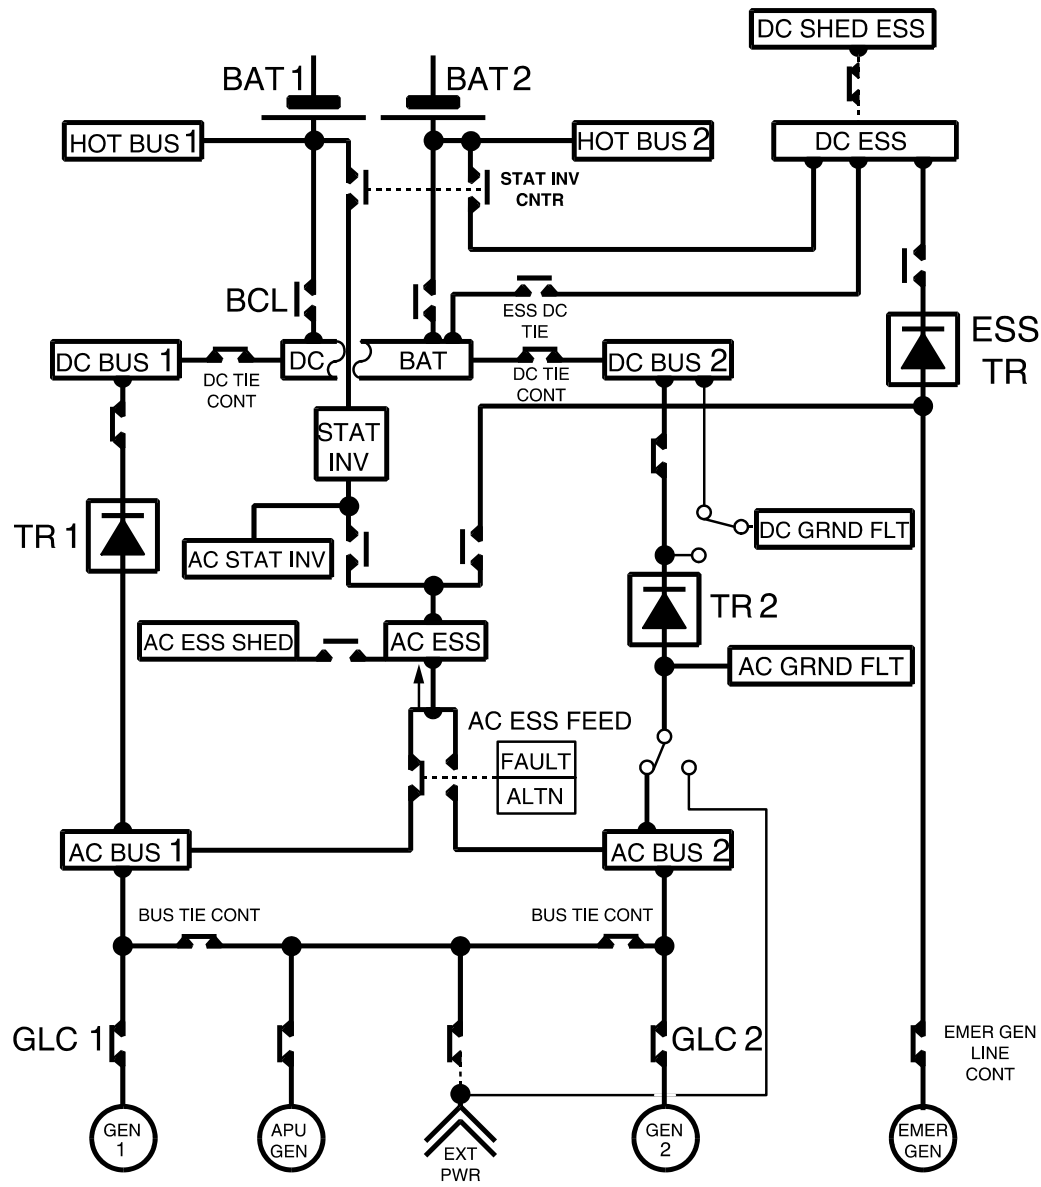 DC SHED ESS
BAT 1
BAT 2
HOT BUS 1
HOT BUS 2
DC ESS
STAT INV
CNTR
BCL
ESS DC
TIE
ESS
TR
DC BUS 1
DC
BAT
DC BUS 2
DC TIE
CONT
DC TIE
CONT
STAT
INV
TR 1
AC STAT INV
DC GRND FLT
TR 2
AC ESS SHED
AC ESS
AC GRND FLT
AC ESS FEED
FAULT
ALTN
AC BUS 1
AC BUS 2
BUS TIE CONT
BUS TIE CONT
GLC 1
GLC 2
EMER GEN
LINE
CONT
GEN
1
APU
GEN
EXT
PWR
GEN
2
EMER
GEN